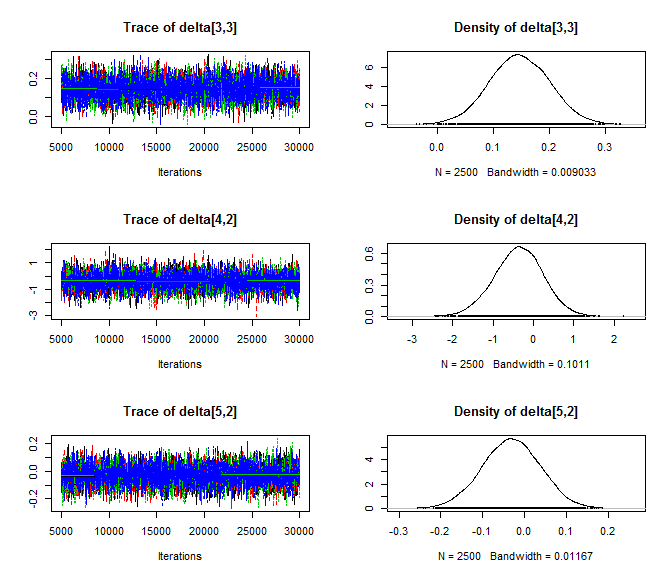 Trace of delta[3,3]
0.2
0.0
5000 10000 15000 20000 25000 30000
Iterations
Density of delta[3,3]
6
4
2
0
0.0 0.1 0.2 0.3
N = 2500 Bandwidth = 0.009033
Trace of delta[4,2]
1
-1
-3
5000 10000 15000 20000 25000 30000
Iterations
Density of delta[4,2]
0.6
0.3
0.0
-3 -2 -1 0 1 2
N = 2500 Bandwidth = 0.1011
Trace of delta[5,2]
0.2
0.0
-0.2
5000 10000 15000 20000 25000 30000
Iterations
Density of delta[5,2]
4
2
0
-0.3 -0.2 -0.1 0.0 0.1 0.2
N = 2500 Bandwidth = 0.01167